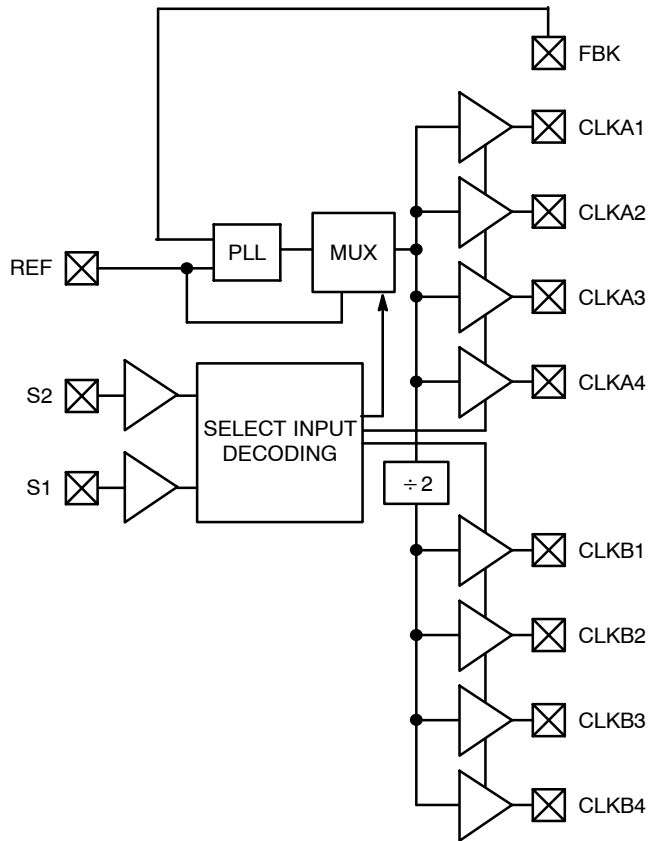 FBK
CLKA1
CLKA2
PLL
MUX
REF
CLKA3
CLKA4
S2
SELECT INPUT
DECODING
S1
÷2
CLKB1
CLKB2
CLKB3
CLKB4